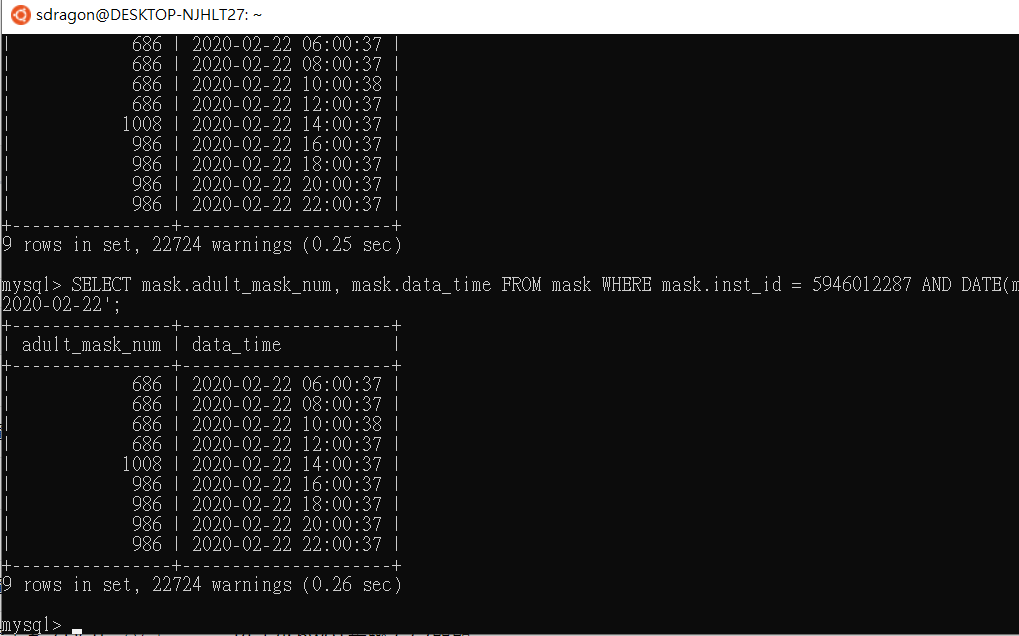 sdragon@DESKTOP-NJHLT27: ~
| 686 | 2020-02-22 06:00:37 |
| 686 | 2020-02-22 08:00:37 |
| 686 | 2020-02-22 10:00:38 |
| 686 | 2020-02-22 12:00:37 |
| 1008 | 2020-02-22 14:00:37 |
| 986 | 2020-02-22 16:00:37 |
| 986 | 2020-02-22 18:00:37 |
| 986 | 2020-02-22 20:00:37 |
| 986 | 2020-02-22 22:00:37 |
+----------------+---------------------+
9 rows in set, 22724 warnings (0.25 sec)
mysql> SELECT mask.adult_mask_num, mask.data_time FROM mask WHERE mask.inst_id = 5946012287 AND DATE(m
2020-02-22';
+----------------+---------------------+
| adult_mask_num | data_time |
+----------------+---------------------+
| 686 | 2020-02-22 06:00:37 |
| 686 | 2020-02-22 08:00:37 |
| 686 | 2020-02-22 10:00:38 |
| 686 | 2020-02-22 12:00:37 |
| 1008 | 2020-02-22 14:00:37 |
| 986 | 2020-02-22 16:00:37 |
| 986 | 2020-02-22 18:00:37 |
| 986 | 2020-02-22 20:00:37 |
| 986 | 2020-02-22 22:00:37 |
+----------------+---------------------+
9 rows in set, 22724 warnings (0.26 sec)
mysql>